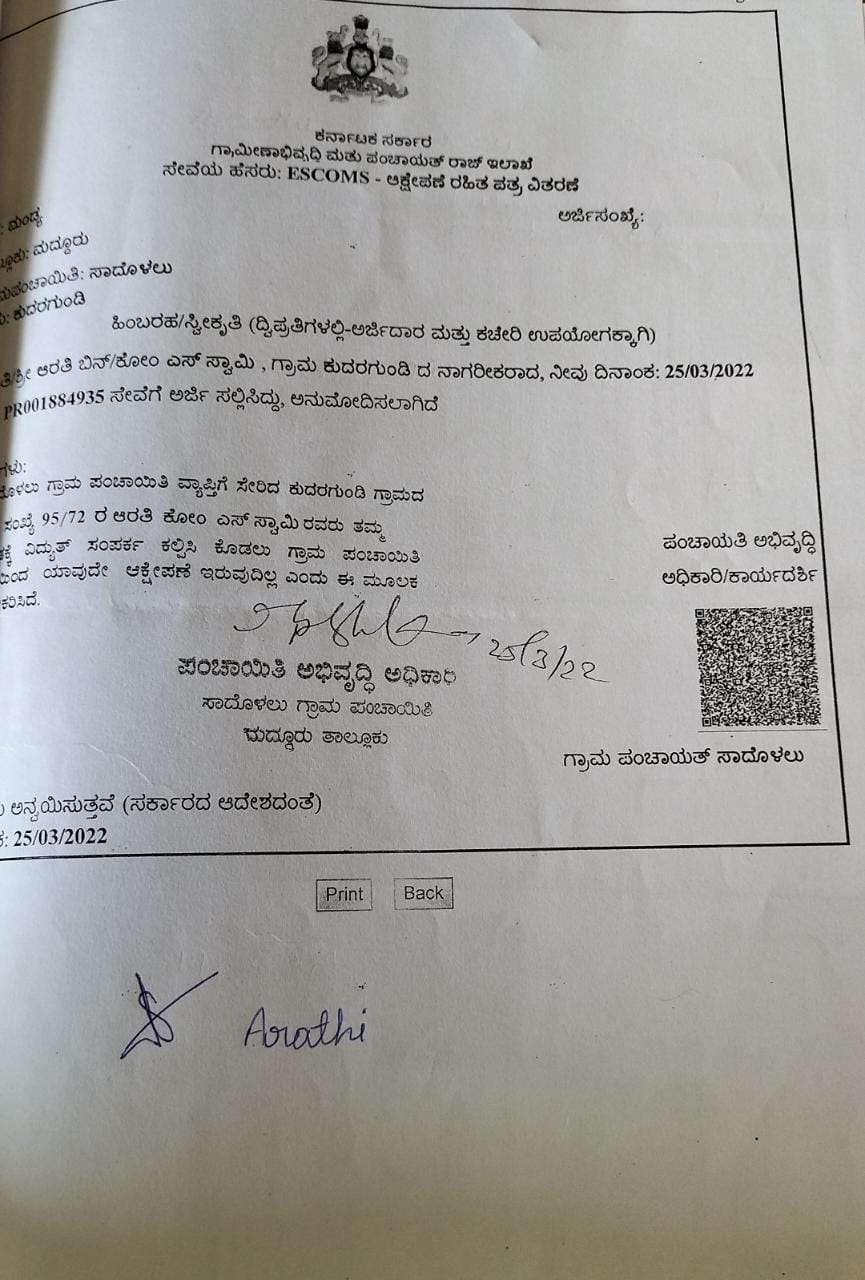 ಕರ್ನಾಟಕ ಸರ್ಕಾರ
ಗ್ರಾಮೀಣಾಭಿವೃದ್ಧಿ ಮತ್ತು ಪಂಚಾಯತ್ ರಾಜ್ ಇಲಾಖೆ
ಸೇವೆಯ ಹೆಸರು: ESCOMS - ಆಕ್ಷೇಪಣೆ ರಹಿತ ಪತ್ರ ವಿತರಣೆ
ಅರ್ಜಿಸಂಖ್ಯೆ:
: ಮಂಡ್ಯ
ಮದ್ದೂರು
ಸಾದೊಳಲು
ಕುದರಗುಂಡಿ
ಹಿಂಬರಹ/ಸ್ವೀಕೃತಿ (ದ್ವಿಪ್ರತಿಗಳಲ್ಲಿ-ಅರ್ಜಿದಾರ ಮತ್ತು ಕಚೇರಿ ಉಪಯೋಗಕ್ಕಾಗಿ)
ಆರತಿ ಬಿನ್/ಕೋಂ ಎಸ್ ಸ್ವಾಮಿ , ಗ್ರಾಮ ಕುದರಗುಂಡಿ ದ ನಾಗರೀಕರಾದ, ನೀವು ದಿನಾಂಕ: 25/03/2022
PR001884935 ಸೇವೆಗೆ ಅರ್ಜಿ ಸಲ್ಲಿಸಿದ್ದು, ಅನುಮೋದಿಸಲಾಗಿದೆ
ಗ್ರಾಮ ಪಂಚಾಯಿತಿ ವ್ಯಾಪ್ತಿಗೆ ಸೇರಿದ ಕುದರಗುಂಡಿ ಗ್ರಾಮದ
ಸಂಖ್ಯೆ 95/72 ರ ಆರತಿ ಕೋಂ ಎಸ್ ಸ್ವಾಮಿ ರವರು ತಮ್ಮ
ವಿದ್ಯುತ್ ಸಂಪರ್ಕ ಕಲ್ಪಿಸಿ ಕೊಡಲು ಗ್ರಾಮ ಪಂಚಾಯಿತಿ
ಯಾವುದೇ ಆಕ್ಷೇಪಣೆ ಇರುವುದಿಲ್ಲ ಎಂದು ಈ ಮೂಲಕ
ಪಂಚಾಯತಿ ಅಭಿವೃದ್ಧಿ
ಅಧಿಕಾರಿ/ಕಾರ್ಯದರ್ಶಿ
25/3/22
ಪಂಚಾಯಿತಿ ಅಭಿವೃದ್ಧಿ ಅಧಿಕಾರಿ
ಸಾದೊಳಲು ಗ್ರಾಮ ಪಂಚಾಯಿತಿ
ಮದ್ದೂರು ತಾಲ್ಲೂಕು
ಗ್ರಾಮ ಪಂಚಾಯತ್ ಸಾದೊಳಲು
ಅನ್ವಯಿಸುತ್ತವೆ (ಸರ್ಕಾರದ ಆದೇಶದಂತೆ)
25/03/2022
Print Back
Arathi